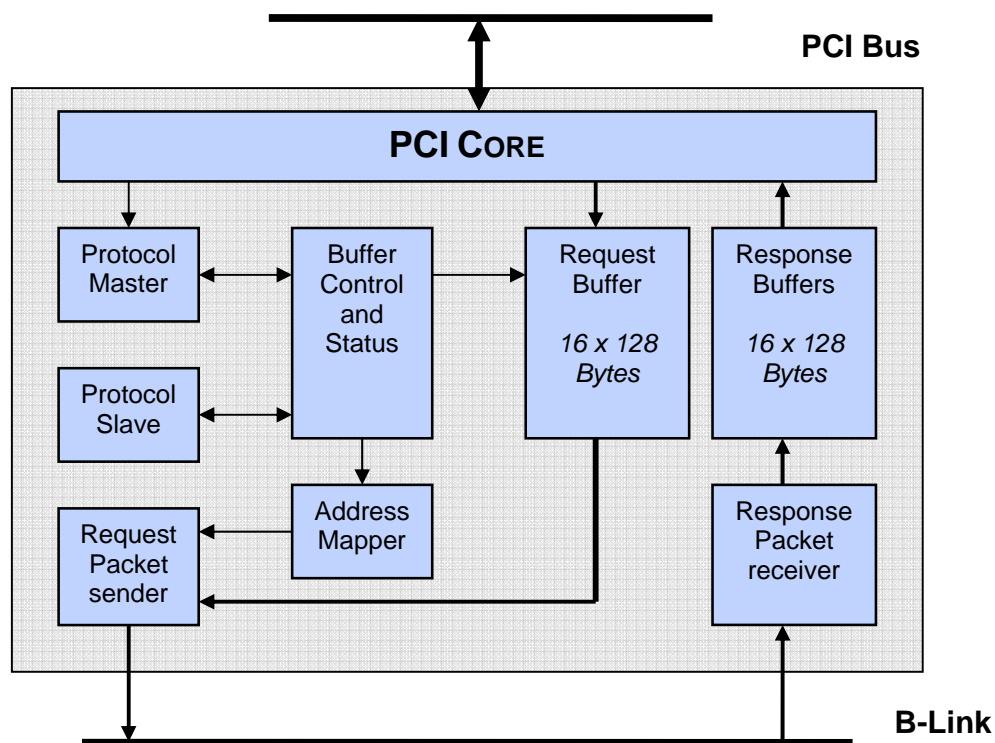 PCI Bus
PCI CORE
Protocol
Master
Buffer
Control
and
Status
Request
Buffer
16 x 128
Bytes
Response
Buffers
16 x 128
Bytes
Protocol
Slave
Request
Packet
sender
Address
Mapper
Response
Packet
receiver
B-Link